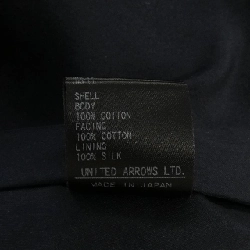 SHELL
BODY
100% COTTON
FACING
100% COTTON
LINING
100% SILK
UNITED ARROWS LTD.
MADE IN JAPAN